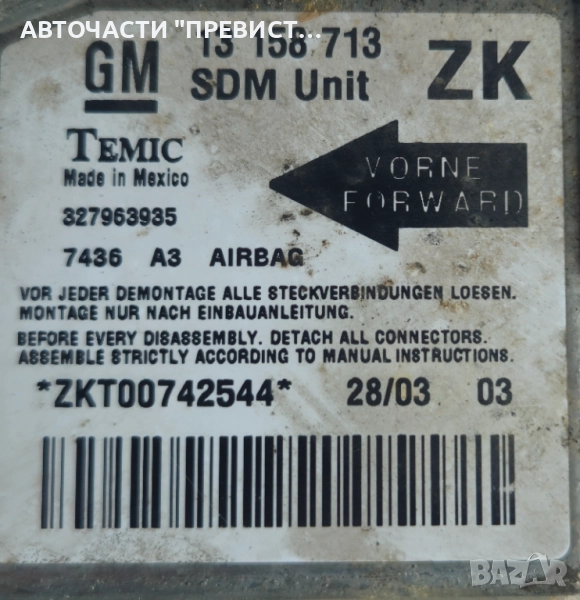 АВТОЧАСТИ "ПРЕВИСТ...
GM 13 158 713 ZK
SDM Unit
TEMIC
Made in Mexico
VORNE
FORWARD
327963935
7436 A3 AIRBAG
VOR JEDER DEMONTAGE ALLE STECKVERBINDUNGEN LOESEN.
MONTAGE NUR NACH EINBAUANLEITUNG.
BEFORE EVERY DISASSEMBLY. DETACH ALL CONNECTORS.
ASSEMBLE STRICTLY ACCORDING TO MANUAL INSTRUCTIONS.
*ZKT00742544* 28/03 03
BAZAR